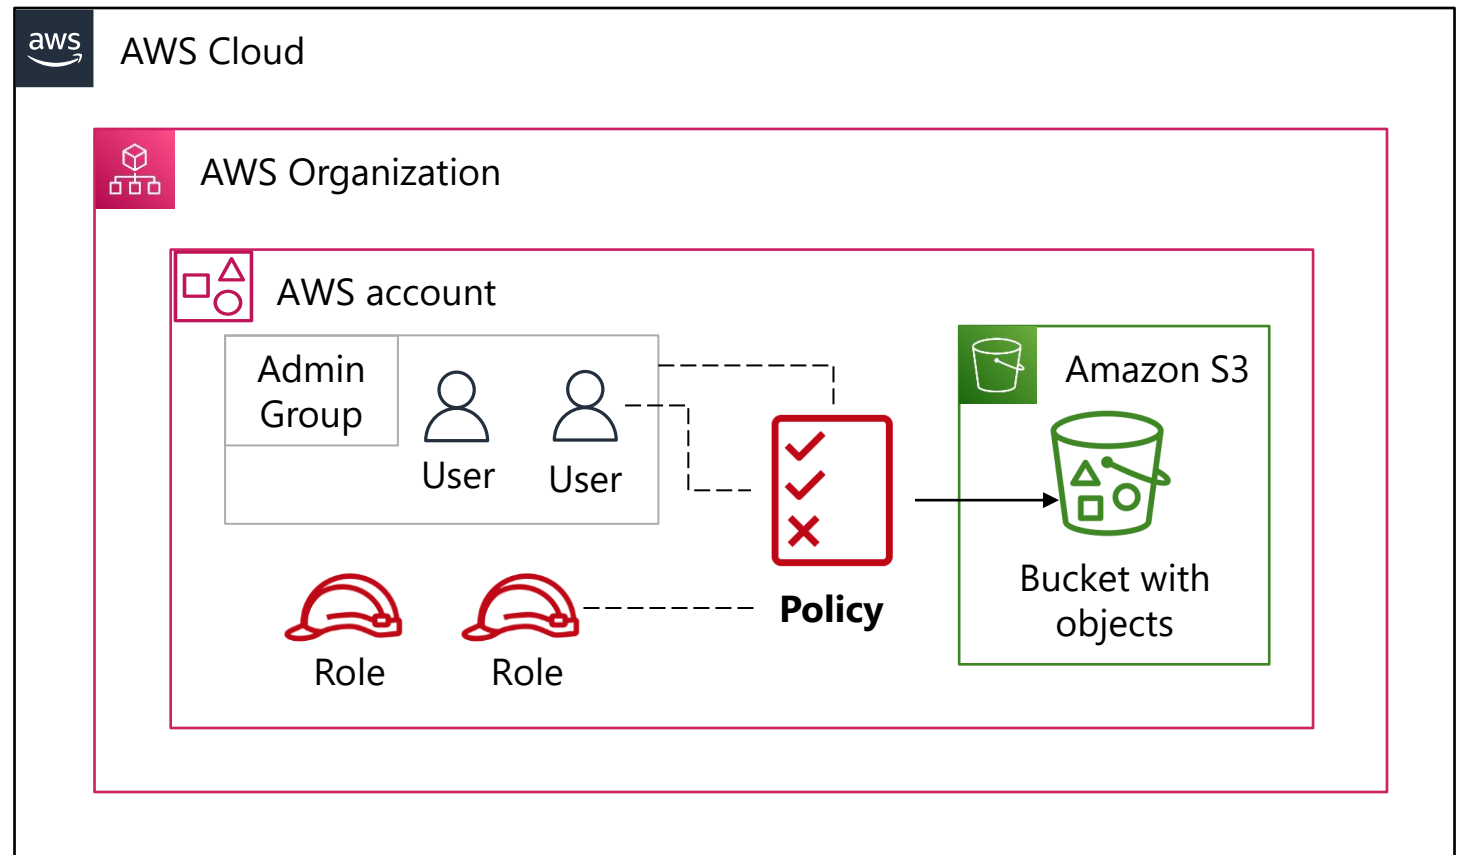 aws
AWS Cloud
AWS Organization
AWS account
Admin
Group
User
User
Role
Role
Policy
Amazon S3
Bucket with
objects